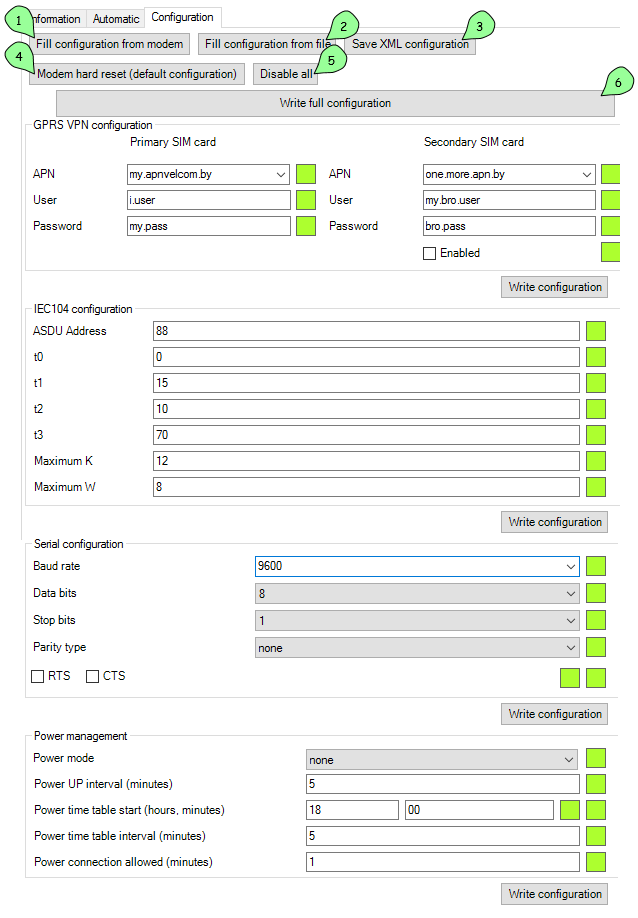 1 nformation Automatic Configuration
Fill configuration from modem Fill configuration from file Save XML configuration 2 3
4 Modem hard reset (default configuration) Disable all 5
Write full configuration 6
GPRS VPN configuration
Primary SIM card Secondary SIM card
APN my.apnvelcom.by APN one.more.apn.by
User i.user User my.bro.user
Password my.pass Password bro.pass
Enabled
Write configuration
IEC104 configuration
ASDU Address 88
t0 0
t1 15
t2 10
t3 70
Maximum K 12
Maximum W 8
Write configuration
Serial configuration
Baud rate 9600
Data bits 8
Stop bits 1
Parity type none
RTS CTS
Write configuration
Power management
Power mode none
Power UP interval (minutes) 5
Power time table start (hours, minutes) 18 00
Power time table interval (minutes) 5
Power connection allowed (minutes) 1
Write configuration